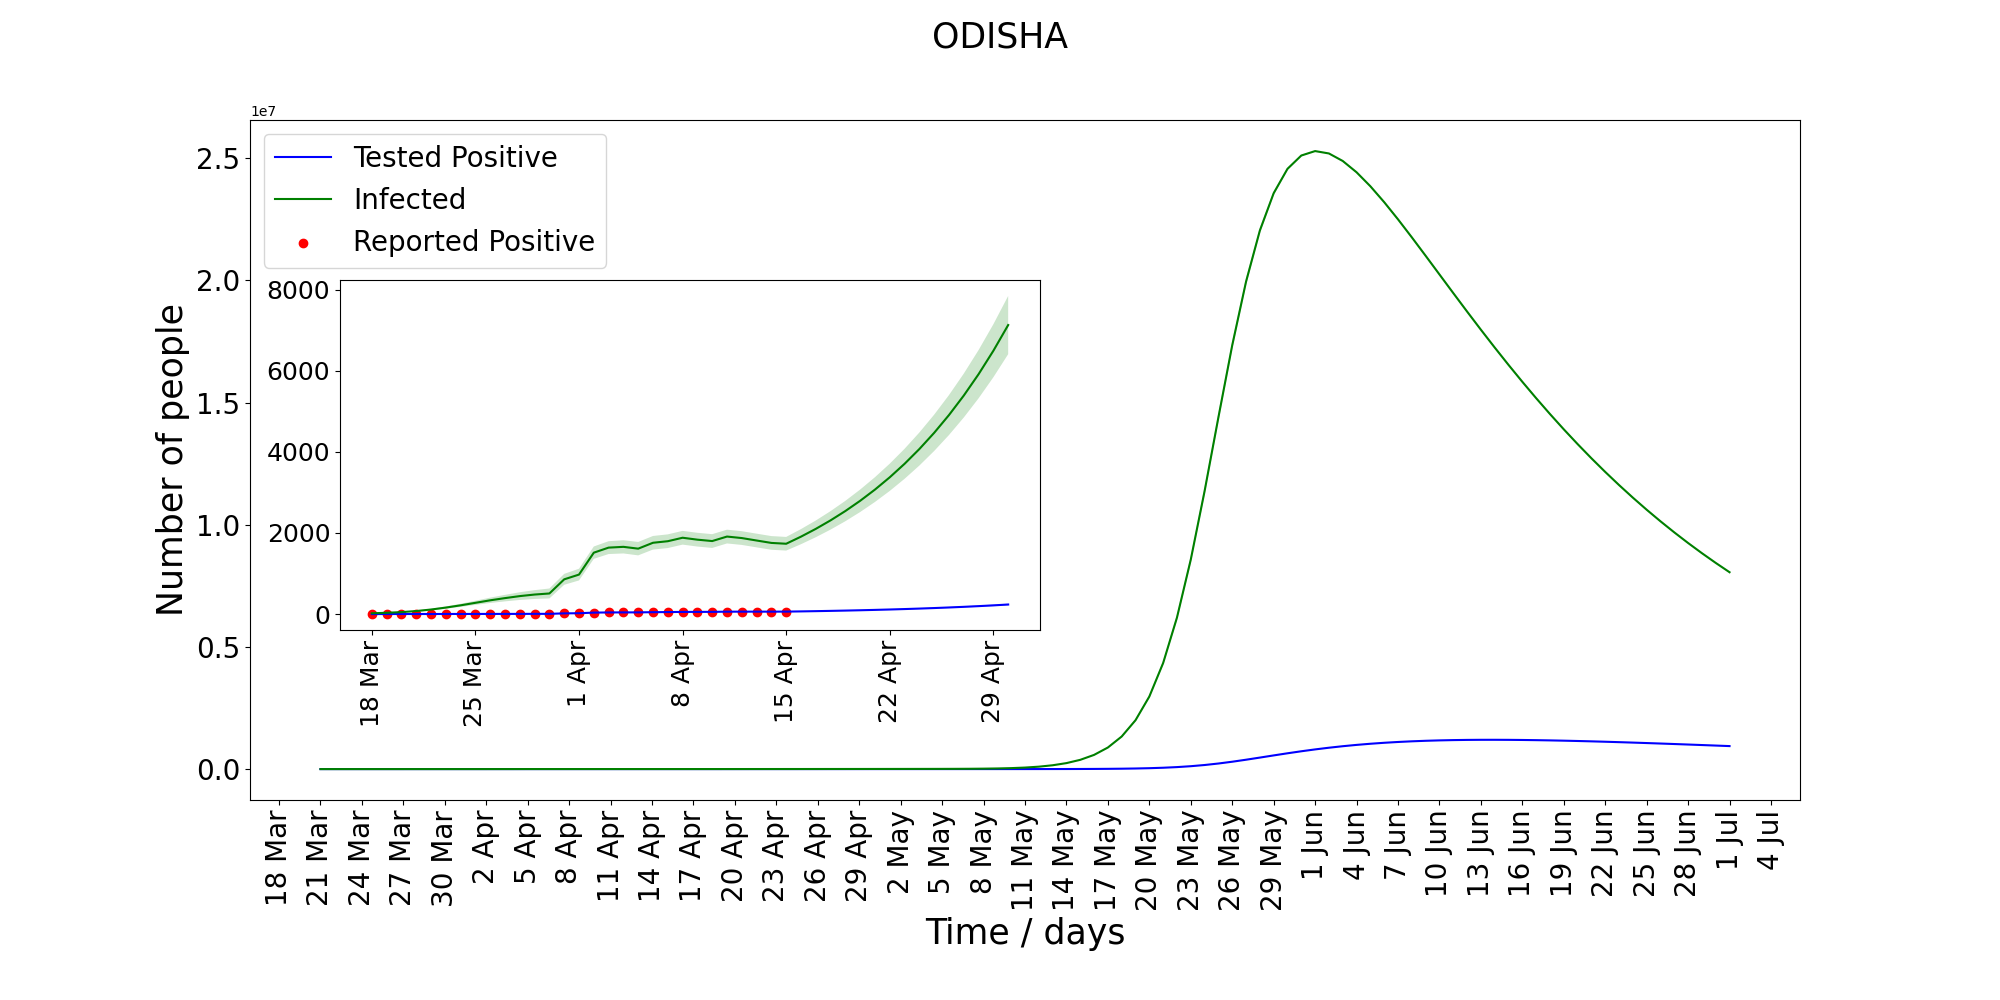 ODISHA
1e7
Tested Positive
Infected
Reported Positive
Number of people
2.5
2.0
1.5
1.0
0.5
0.0
8000
6000
4000
2000
0
18 Mar
25 Mar
1 Apr
8 Apr
15 Apr
22 Apr
29 Apr
18 Mar
21 Mar
24 Mar
27 Mar
30 Mar
2 Apr
5 Apr
8 Apr
11 Apr
14 Apr
17 Apr
20 Apr
23 Apr
26 Apr
29 Apr
2 May
5 May
8 May
11 May
14 May
17 May
20 May
23 May
26 May
29 May
1 Jun
4 Jun
7 Jun
10 Jun
13 Jun
16 Jun
19 Jun
22 Jun
25 Jun
28 Jun
1 Jul
4 Jul
Time / days